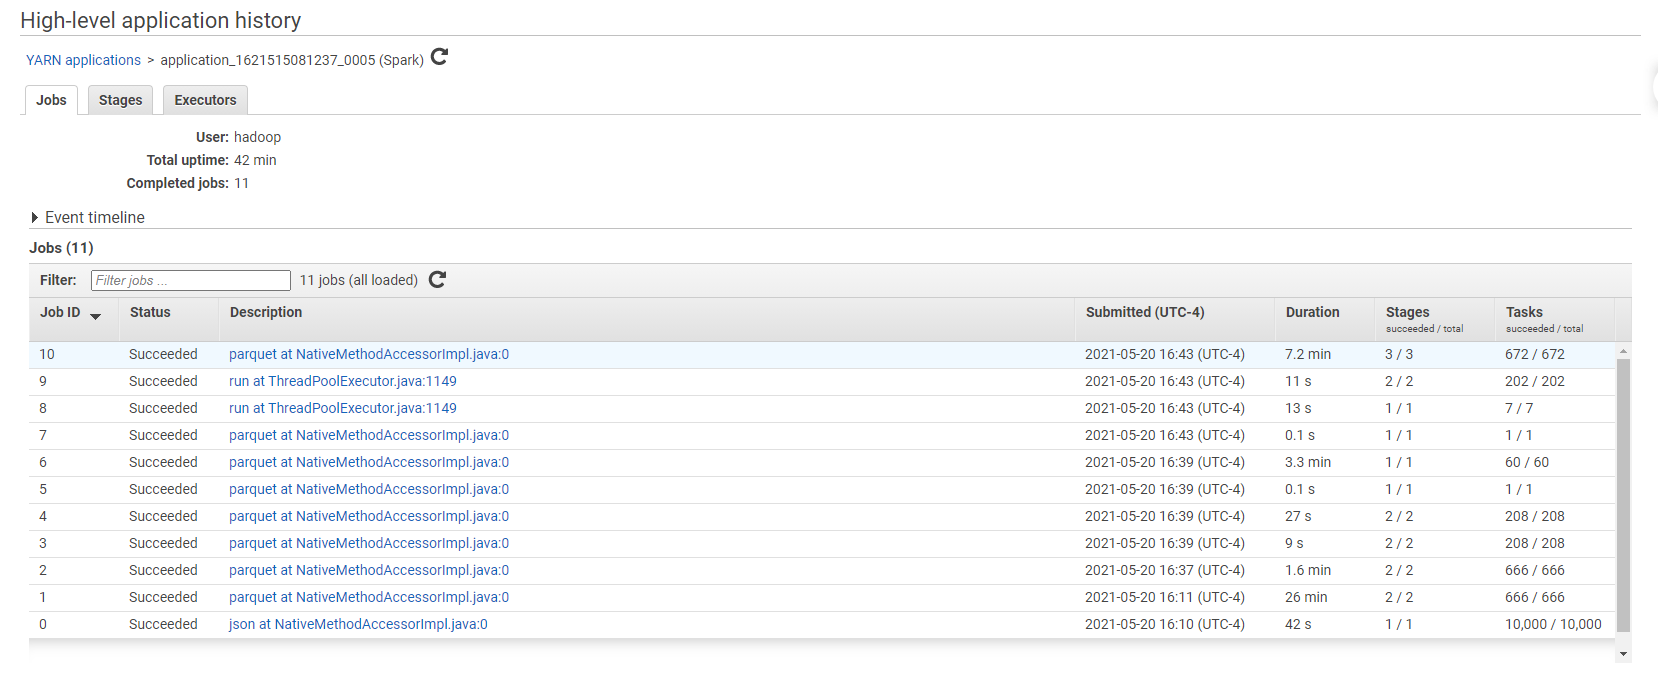 High-level application history
YARN applications > application_1621515081237_0005 (Spark)
Jobs Stages Executors
User: hadoop
Total uptime: 42 min
Completed jobs: 11
Event timeline
Jobs (11)
Filter: Filter jobs ... 11 jobs (all loaded)
Job ID Status Description Submitted (UTC-4) Duration Stages Tasks
succeeded / total succeeded / total
10 Succeeded parquet at NativeMethodAccessorImpl.java:0 2021-05-20 16:43 (UTC-4) 7.2 min 3 / 3 672 / 672
9 Succeeded run at ThreadPoolExecutor.java:1149 2021-05-20 16:43 (UTC-4) 11 s 2 / 2 202 / 202
8 Succeeded run at ThreadPoolExecutor.java:1149 2021-05-20 16:43 (UTC-4) 13 s 1 / 1 7 / 7
7 Succeeded parquet at NativeMethodAccessorImpl.java:0 2021-05-20 16:43 (UTC-4) 0.1 s 1 / 1 1 / 1
6 Succeeded parquet at NativeMethodAccessorImpl.java:0 2021-05-20 16:39 (UTC-4) 3.3 min 1 / 1 60 / 60
5 Succeeded parquet at NativeMethodAccessorImpl.java:0 2021-05-20 16:39 (UTC-4) 0.1 s 1 / 1 1 / 1
4 Succeeded parquet at NativeMethodAccessorImpl.java:0 2021-05-20 16:39 (UTC-4) 27 s 2 / 2 208 / 208
3 Succeeded parquet at NativeMethodAccessorImpl.java:0 2021-05-20 16:39 (UTC-4) 9 s 2 / 2 208 / 208
2 Succeeded parquet at NativeMethodAccessorImpl.java:0 2021-05-20 16:37 (UTC-4) 1.6 min 2 / 2 666 / 666
1 Succeeded parquet at NativeMethodAccessorImpl.java:0 2021-05-20 16:11 (UTC-4) 26 min 2 / 2 666 / 666
0 Succeeded json at NativeMethodAccessorImpl.java:0 2021-05-20 16:10 (UTC-4) 42 s 1 / 1 10,000 / 10,000